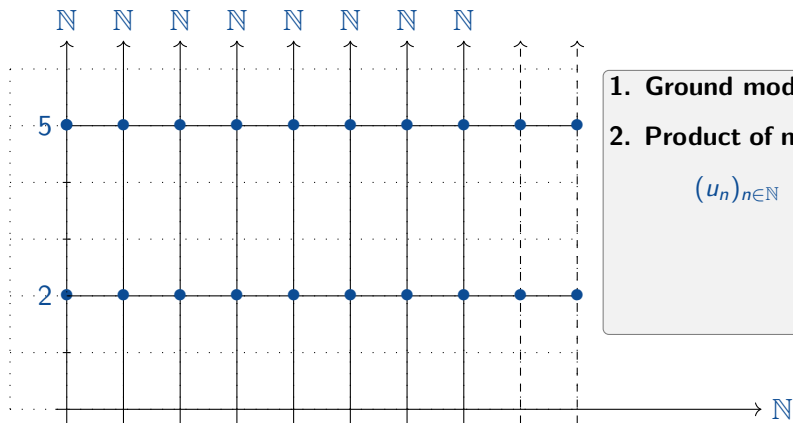 ℕ ℕ ℕ ℕ ℕ ℕ ℕ ℕ
5
2
ℕ
1. Ground mod
2. Product of n
(uₙ)ₙ∈ℕ